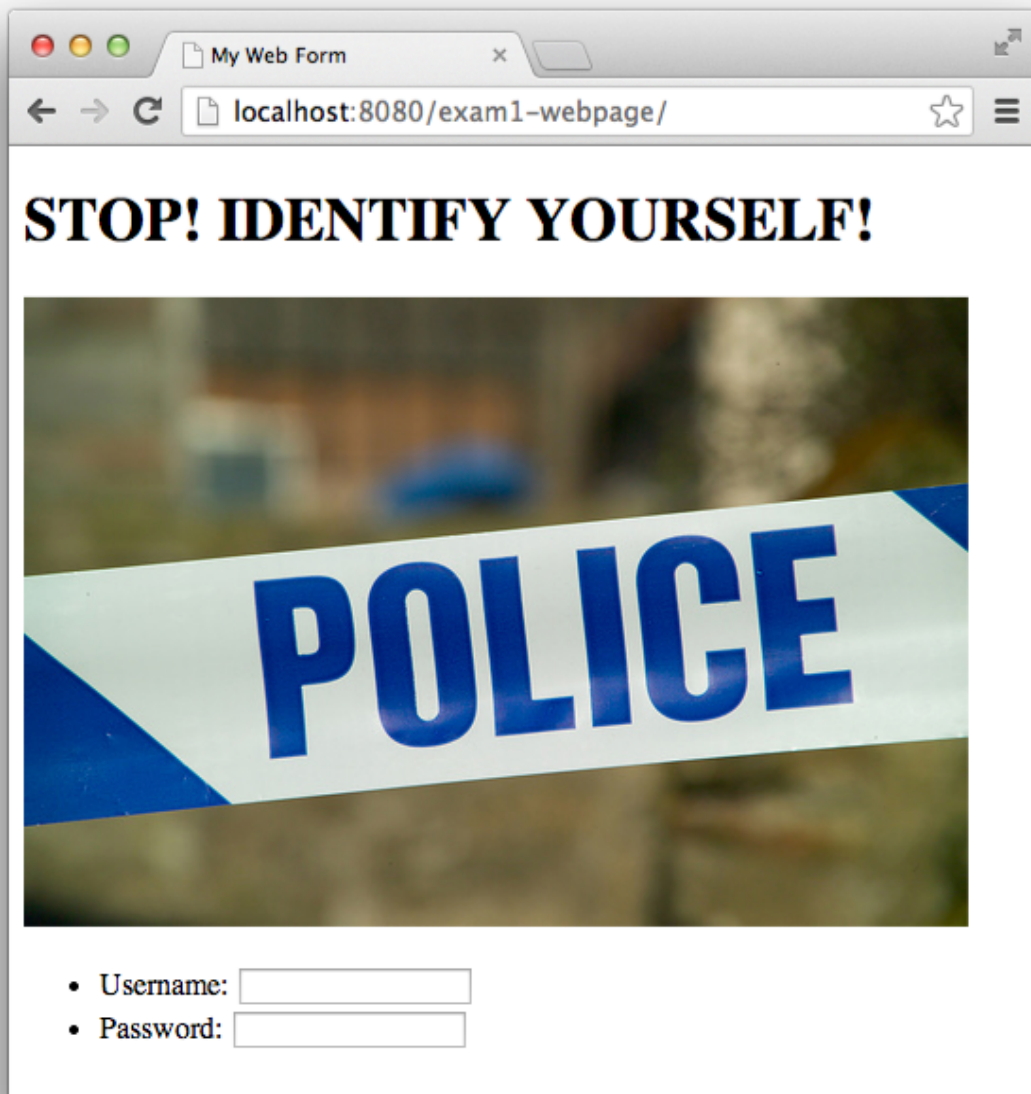 My Web Form
localhost:8080/exam1-webpage/
STOP! IDENTIFY YOURSELF!
POLICE
Username:
Password: